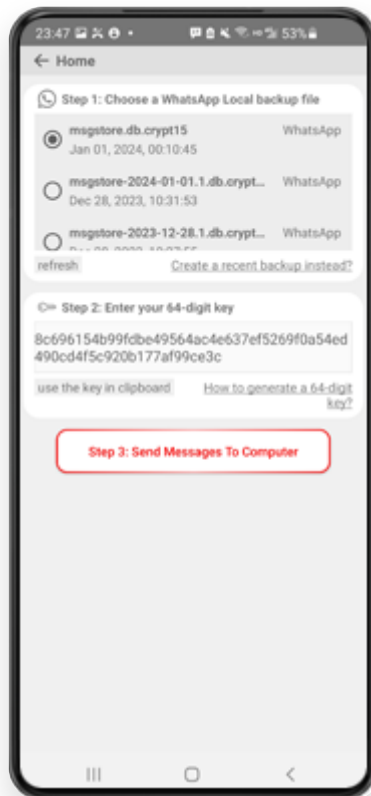 23:47 53%
← Home
Step 1: Choose a WhatsApp Local backup file
msgstore.db.crypt15 WhatsApp
Jan 01, 2024, 00:10:45
msgstore-2024-01-01.1.db.crypt... WhatsApp
Dec 28, 2023, 10:31:53
msgstore-2023-12-28.1.db.crypt... WhatsApp
refresh Create a recent backup instead?
Step 2: Enter your 64-digit key
8c696154b99fdbe49564ac4e637ef5269f0a54ed
490cd4f5c920b177af99ce3c
use the key in clipboard How to generate a 64-digit
key?
Step 3: Send Messages To Computer